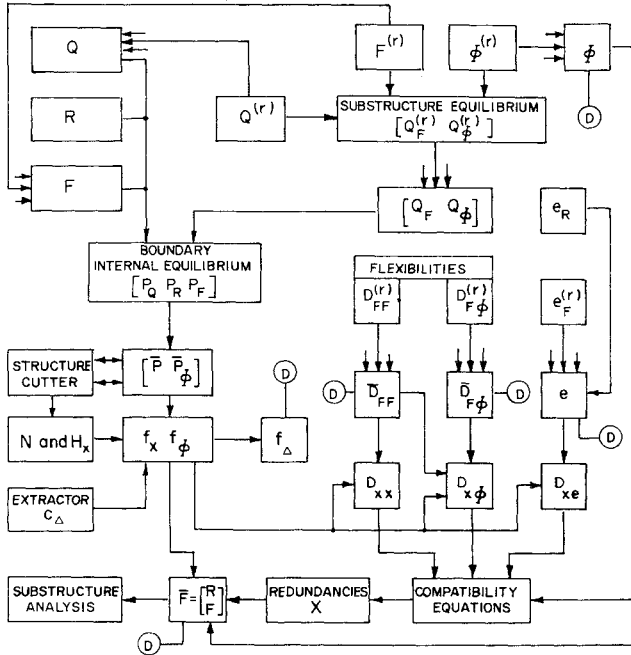 Q
F^(r)
ϕ^(r)
ϕ
D
R
Q^(r)
SUBSTRUCTURE EQUILIBRIUM
[Q_F^(r) Q_ϕ^(r)]
F
[Q_F Q_ϕ]
e_R
BOUNDARY
INTERNAL EQUILIBRIUM
[P_Q P_R P_F]
FLEXIBILITIES
D_FF^(r)
D_Fϕ^(r)
e_F^(r)
STRUCTURE
CUTTER
[P̄ P̄_ϕ]
D
D
D̄_FF
D̄_Fϕ
D
e
D
N and H_x
f_x f_ϕ
f_Δ
D_xx
D_xϕ
D_xe
EXTRACTOR
C_Δ
SUBSTRUCTURE
ANALYSIS
F̄=[R F]
REDUNDANCIES
X
COMPATIBILITY
EQUATIONS
D